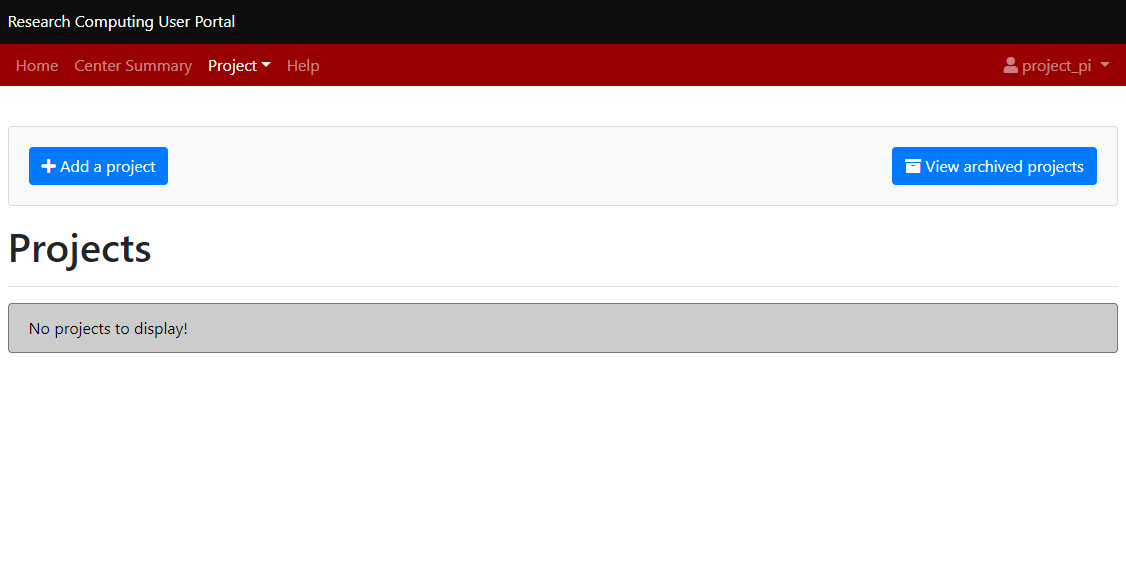 Research Computing User Portal
Home Center Summary Project Help project_pi
Add a project View archived projects
Projects
No projects to display!